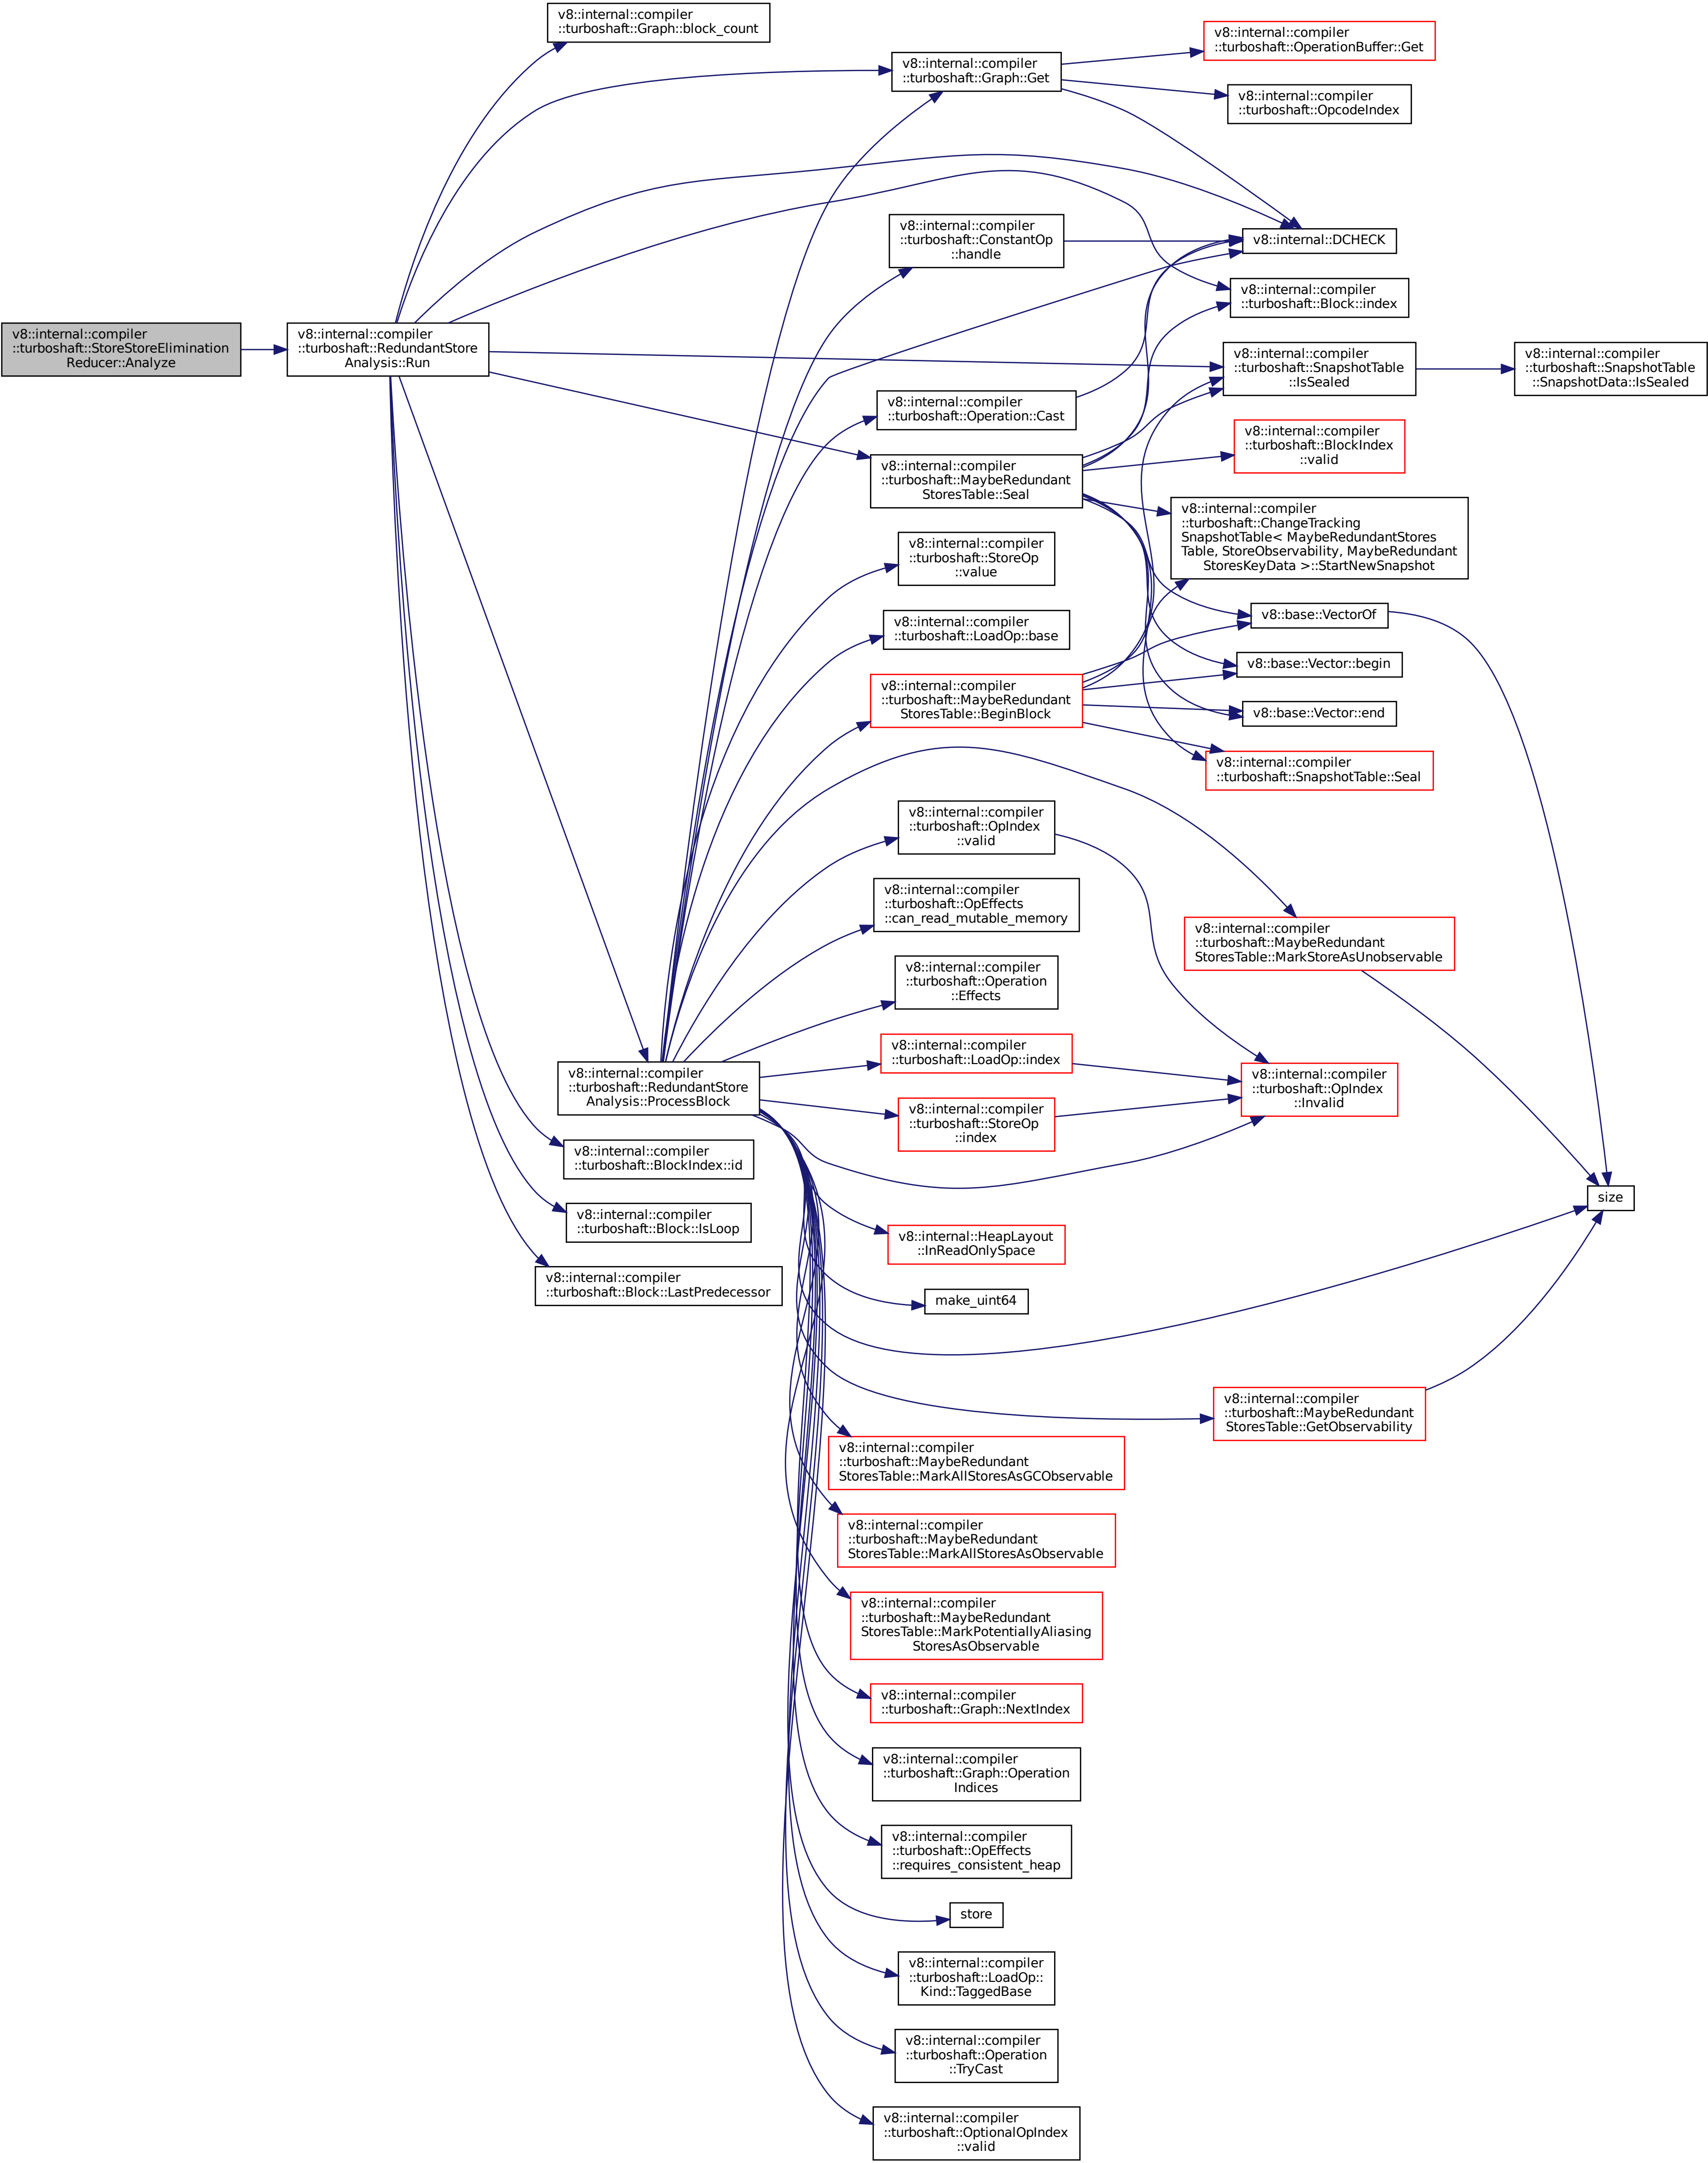 v8::internal::compiler
::turboshaft::StoreStoreElimination
Reducer::Analyze
v8::internal::compiler
::turboshaft::RedundantStore
Analysis::Run
v8::internal::compiler
::turboshaft::Graph::block_count
v8::internal::compiler
::turboshaft::Graph::Get
v8::internal::compiler
::turboshaft::OperationBuffer::Get
v8::internal::compiler
::turboshaft::OpcodeIndex
v8::internal::DCHECK
v8::internal::compiler
::turboshaft::ConstantOp
::handle
v8::internal::compiler
::turboshaft::Block::index
v8::internal::compiler
::turboshaft::SnapshotTable
::IsSealed
v8::internal::compiler
::turboshaft::SnapshotTable
::SnapshotData::IsSealed
v8::internal::compiler
::turboshaft::Operation::Cast
v8::internal::compiler
::turboshaft::MaybeRedundant
StoresTable::Seal
v8::internal::compiler
::turboshaft::BlockIndex
::valid
v8::internal::compiler
::turboshaft::ChangeTracking
SnapshotTable< MaybeRedundantStores
Table, StoreObservability, MaybeRedundant
StoresKeyData >::StartNewSnapshot
v8::internal::compiler
::turboshaft::StoreOp
::value
v8::base::VectorOf
v8::internal::compiler
::turboshaft::LoadOp::base
v8::base::Vector::begin
v8::internal::compiler
::turboshaft::MaybeRedundant
StoresTable::BeginBlock
v8::base::Vector::end
v8::internal::compiler
::turboshaft::SnapshotTable::Seal
v8::internal::compiler
::turboshaft::OpIndex
::valid
v8::internal::compiler
::turboshaft::OpEffects
::can_read_mutable_memory
v8::internal::compiler
::turboshaft::MaybeRedundant
StoresTable::MarkStoreAsUnobservable
v8::internal::compiler
::turboshaft::Operation
::Effects
v8::internal::compiler
::turboshaft::LoadOp::index
v8::internal::compiler
::turboshaft::RedundantStore
Analysis::ProcessBlock
v8::internal::compiler
::turboshaft::OpIndex
::Invalid
v8::internal::compiler
::turboshaft::StoreOp
::index
v8::internal::compiler
::turboshaft::BlockIndex::id
size
v8::internal::compiler
::turboshaft::Block::IsLoop
v8::internal::HeapLayout
::InReadOnlySpace
v8::internal::compiler
::turboshaft::Block::LastPredecessor
make_uint64
v8::internal::compiler
::turboshaft::MaybeRedundant
StoresTable::GetObservability
v8::internal::compiler
::turboshaft::MaybeRedundant
StoresTable::MarkAllStoresAsGCObservable
v8::internal::compiler
::turboshaft::MaybeRedundant
StoresTable::MarkAllStoresAsObservable
v8::internal::compiler
::turboshaft::MaybeRedundant
StoresTable::MarkPotentiallyAliasing
StoresAsObservable
v8::internal::compiler
::turboshaft::Graph::NextIndex
v8::internal::compiler
::turboshaft::Graph::Operation
Indices
v8::internal::compiler
::turboshaft::OpEffects
::requires_consistent_heap
store
v8::internal::compiler
::turboshaft::LoadOp::
Kind::TaggedBase
v8::internal::compiler
::turboshaft::Operation
::TryCast
v8::internal::compiler
::turboshaft::OptionalOpIndex
::valid